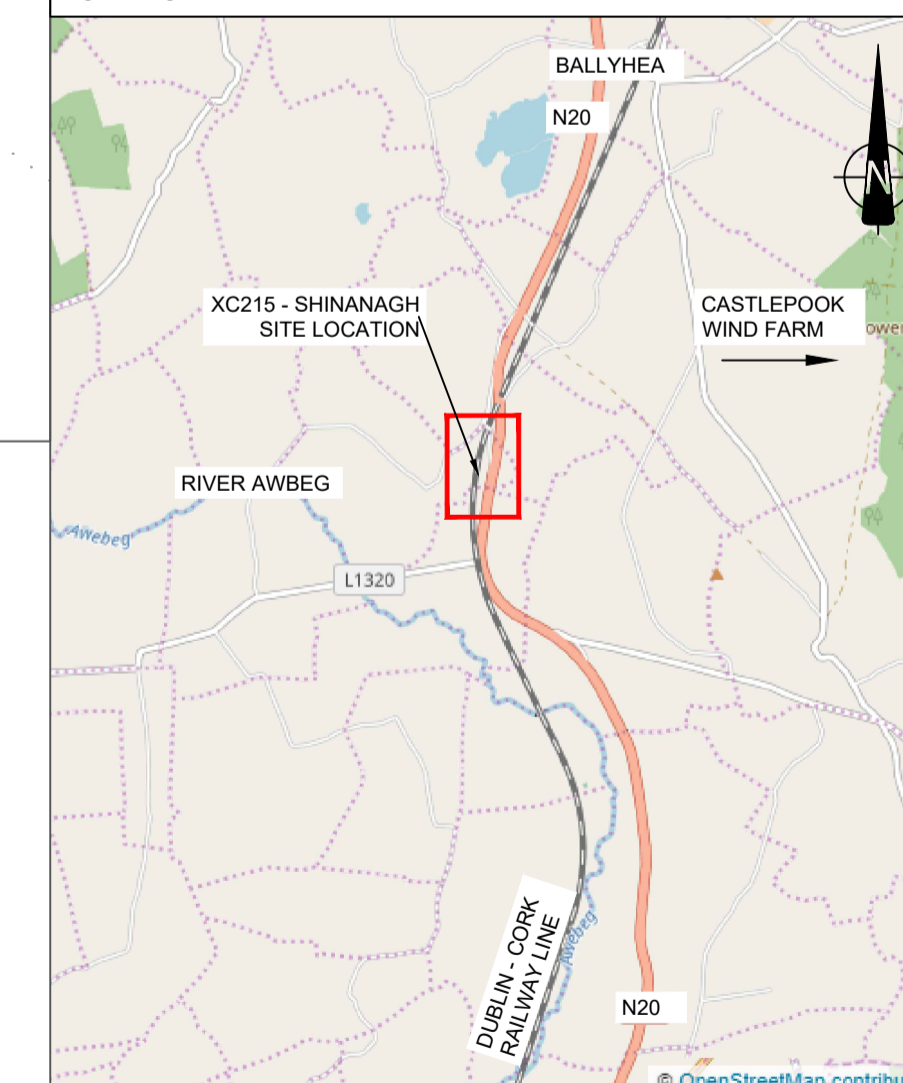 BALLYHEA
N20
N
XC215 - SHINANAGH
SITE LOCATION
CASTLEPOOK
WIND FARM
RIVER AWBEG
Awebeg
L1320
DUBLIN - CORK
RAILWAY LINE
Awebeg
N20
© OpenStreetMap